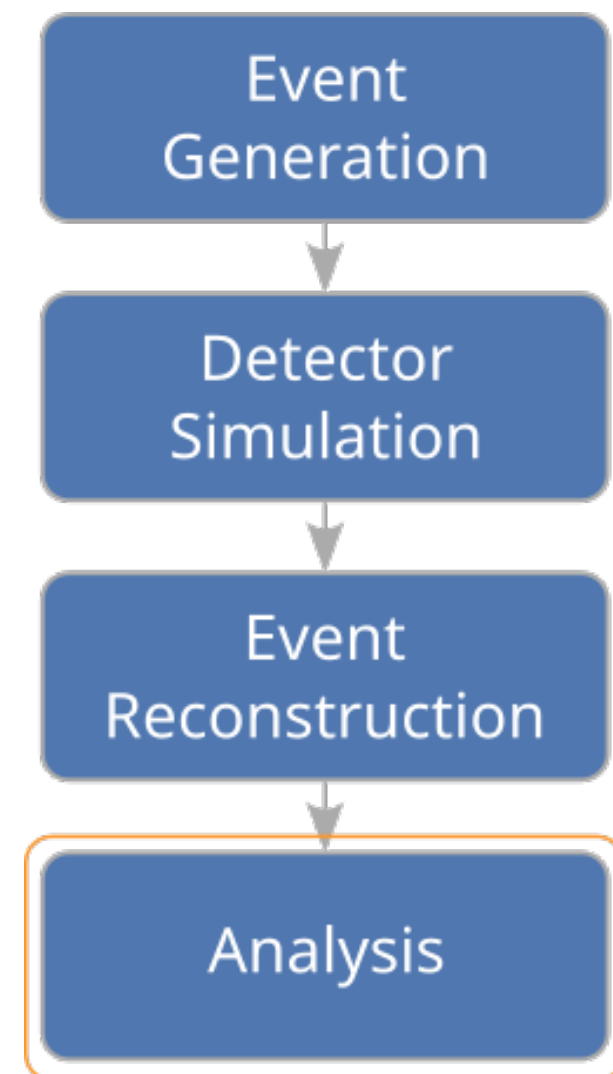 Event
Generation
Detector
Simulation
Event
Reconstruction
Analysis